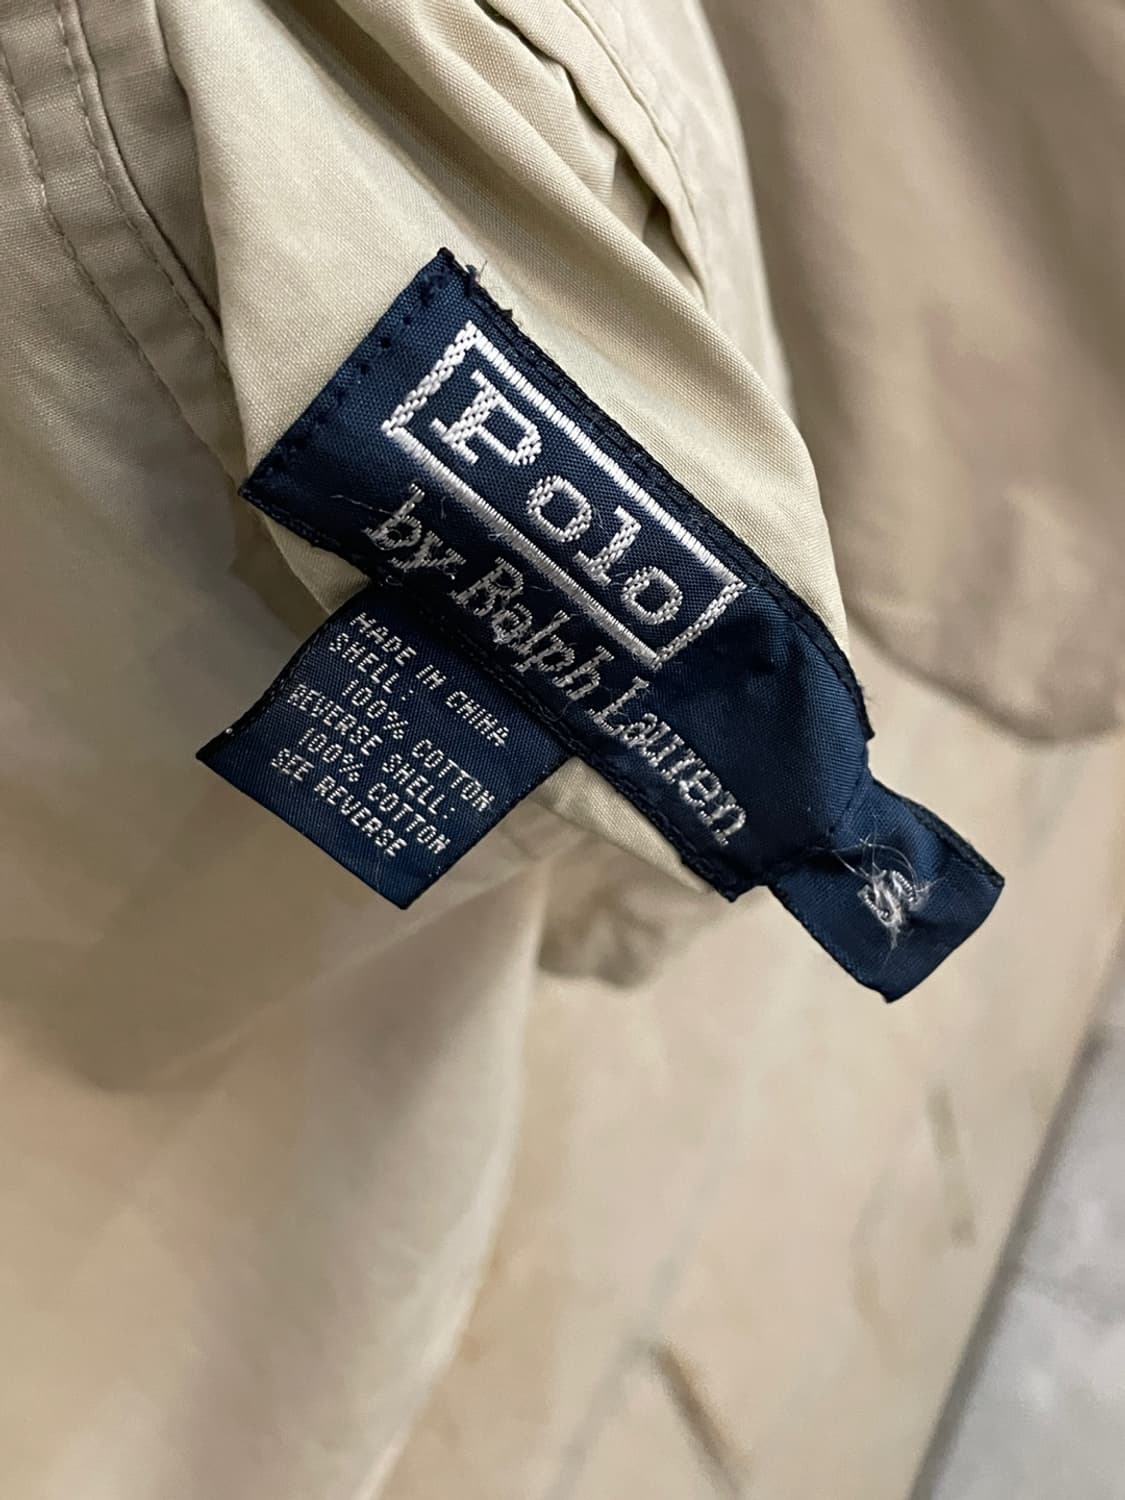 Polo
by Ralph Lauren
MADE IN CHINA
SHELL:
100% COTTON
REVERSE SHELL:
100% COTTON
SEE REVERSE
S